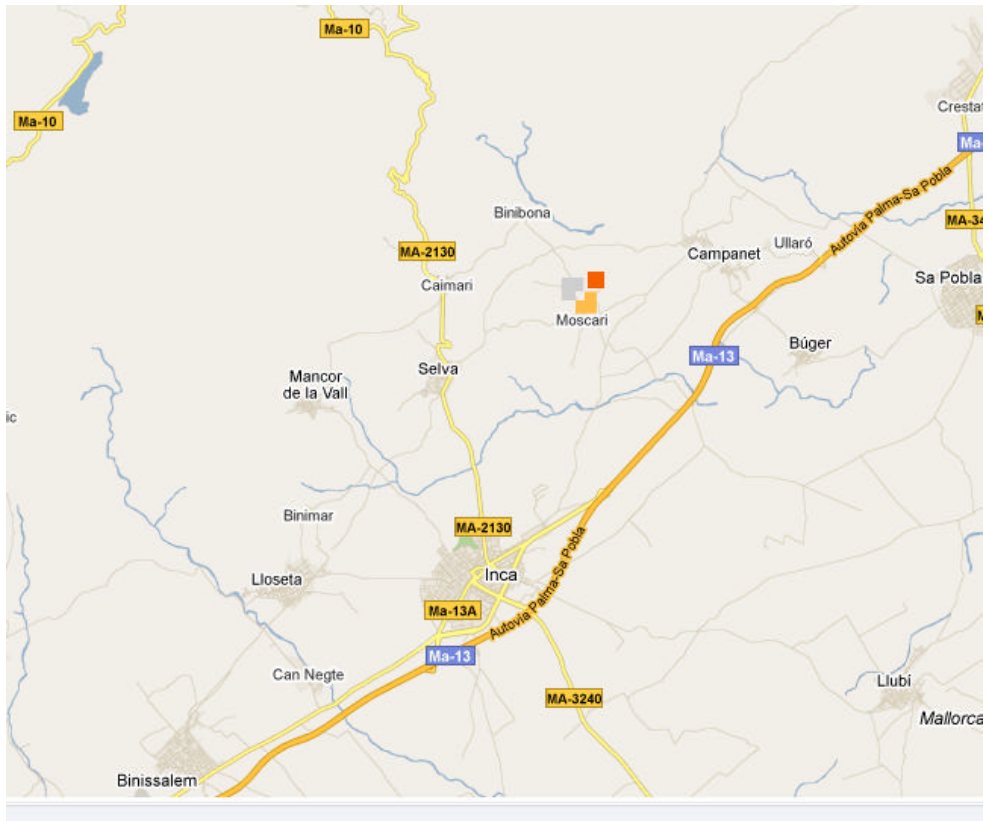 Ma-10
Ma-10
Crestat
Ma-
Autovia Palma-Sa Pobla
Binibona
MA-34
MA-2130
Campanet
Ullaró
Caimari
Sa Pobla
Moscari
M
Búger
Ma-13
Selva
Mancor
de la Vall
ic
Binimar
MA-2130
Autovia Palma-Sa Pobla
Lloseta
Inca
Ma-13A
Ma-13
Can Negte
Llubí
MA-3240
Mallorca
Binissalem